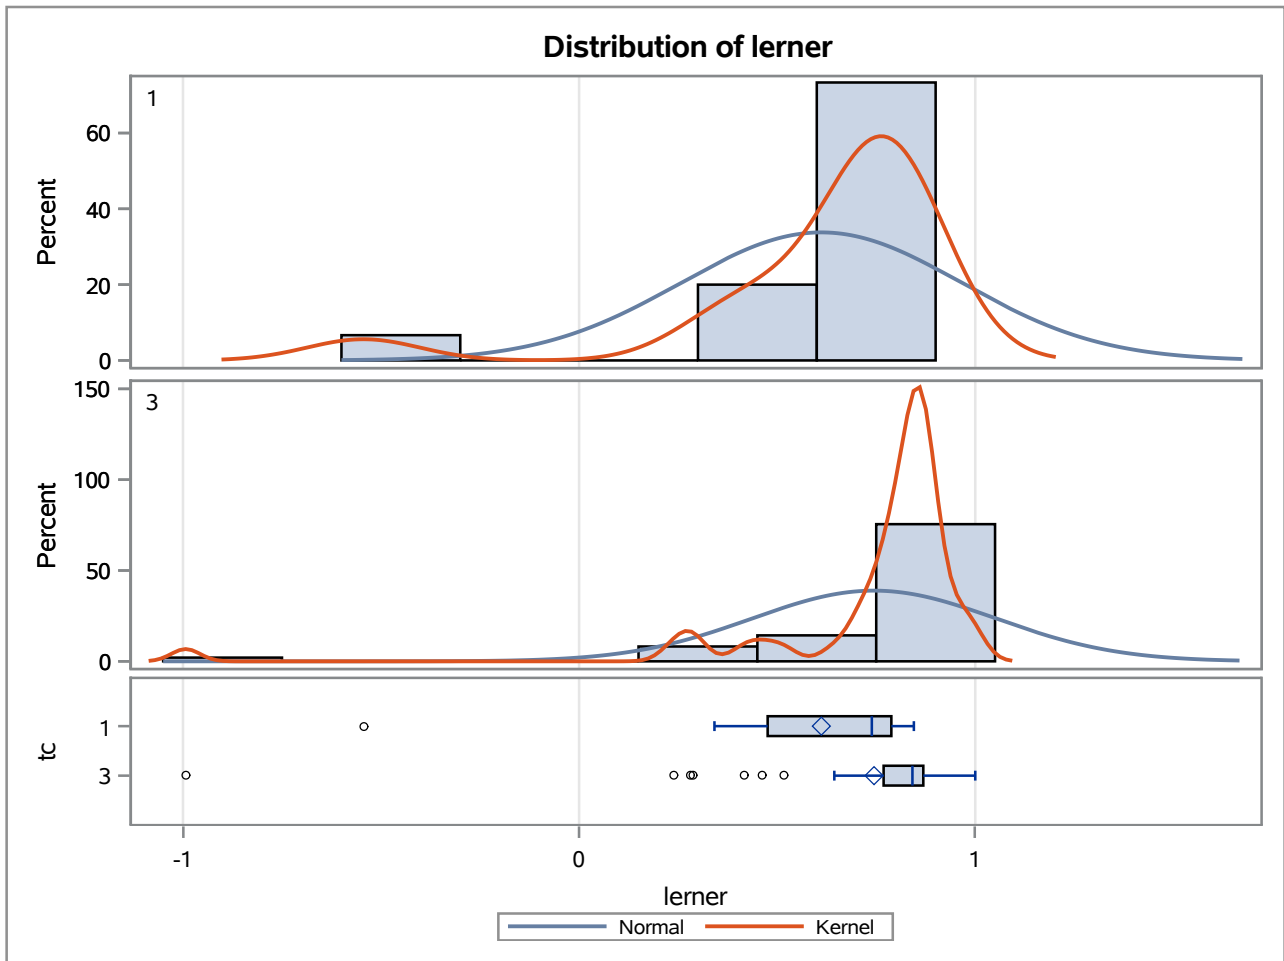 Distribution of lerner
1
Percent
60
40
20
0
3
Percent
150
100
50
0
tc
1
3
-1 0 1
lerner
Normal Kernel